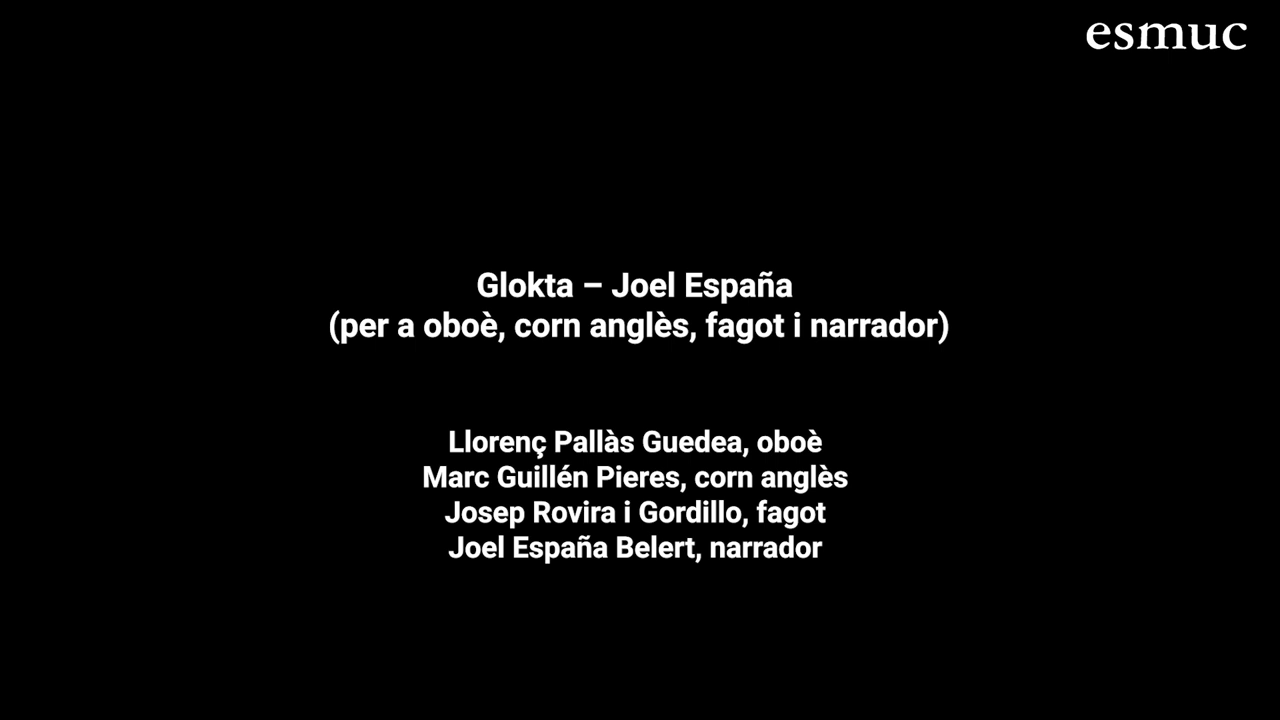 esmuc
Glokta – Joel España
(per a oboè, corn anglès, fagot i narrador)
Llorenç Pallàs Guedea, oboè
Marc Guillén Pieres, corn anglès
Josep Rovira i Gordillo, fagot
Joel España Belert, narrador